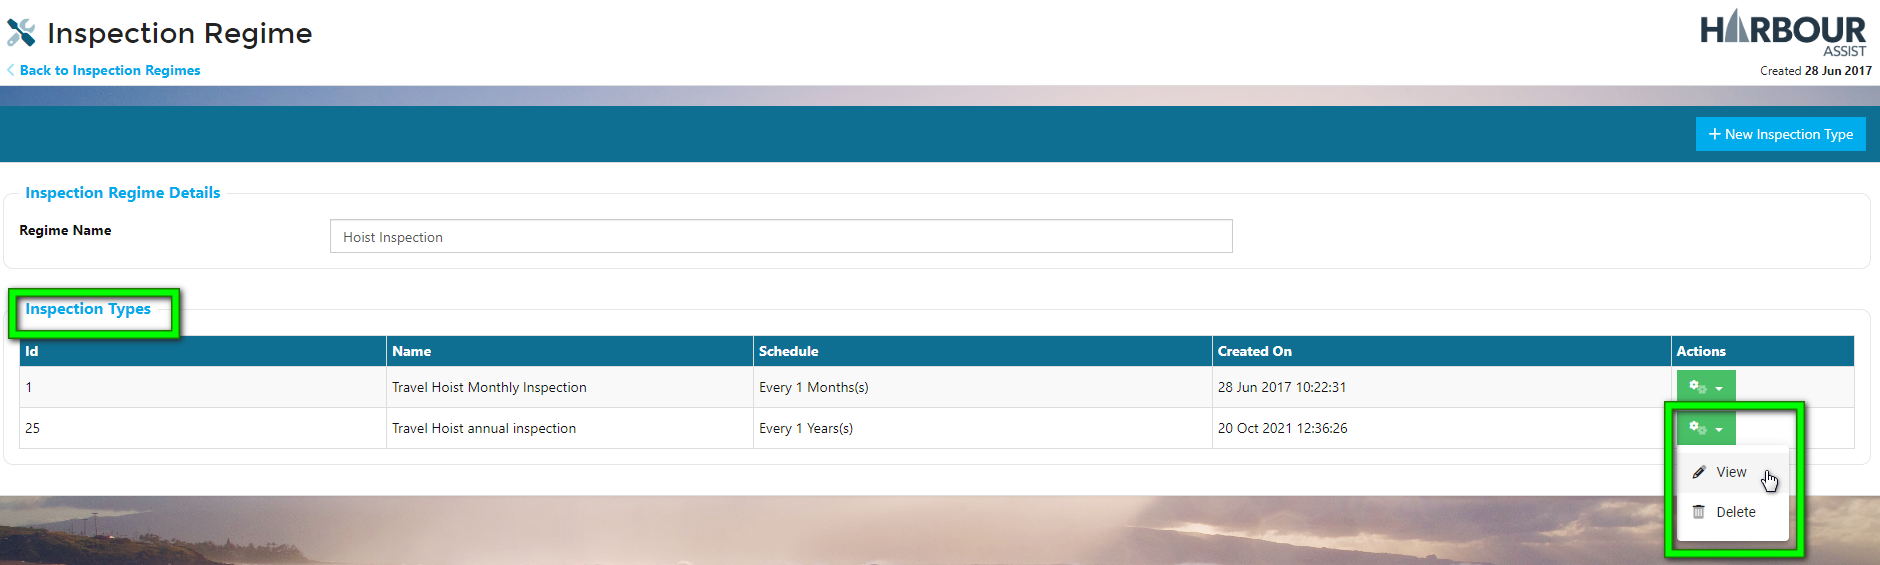 Inspection Regime
HARBOUR
ASSIST
Back to Inspection Regimes
Created 28 Jun 2017
+ New Inspection Type
Inspection Regime Details
Regime Name
Hoist Inspection
Inspection Types
Id Name Schedule Created On Actions
1 Travel Hoist Monthly Inspection Every 1 Months(s) 28 Jun 2017 10:22:31
25 Travel Hoist annual inspection Every 1 Years(s) 20 Oct 2021 12:36:26
View
Delete